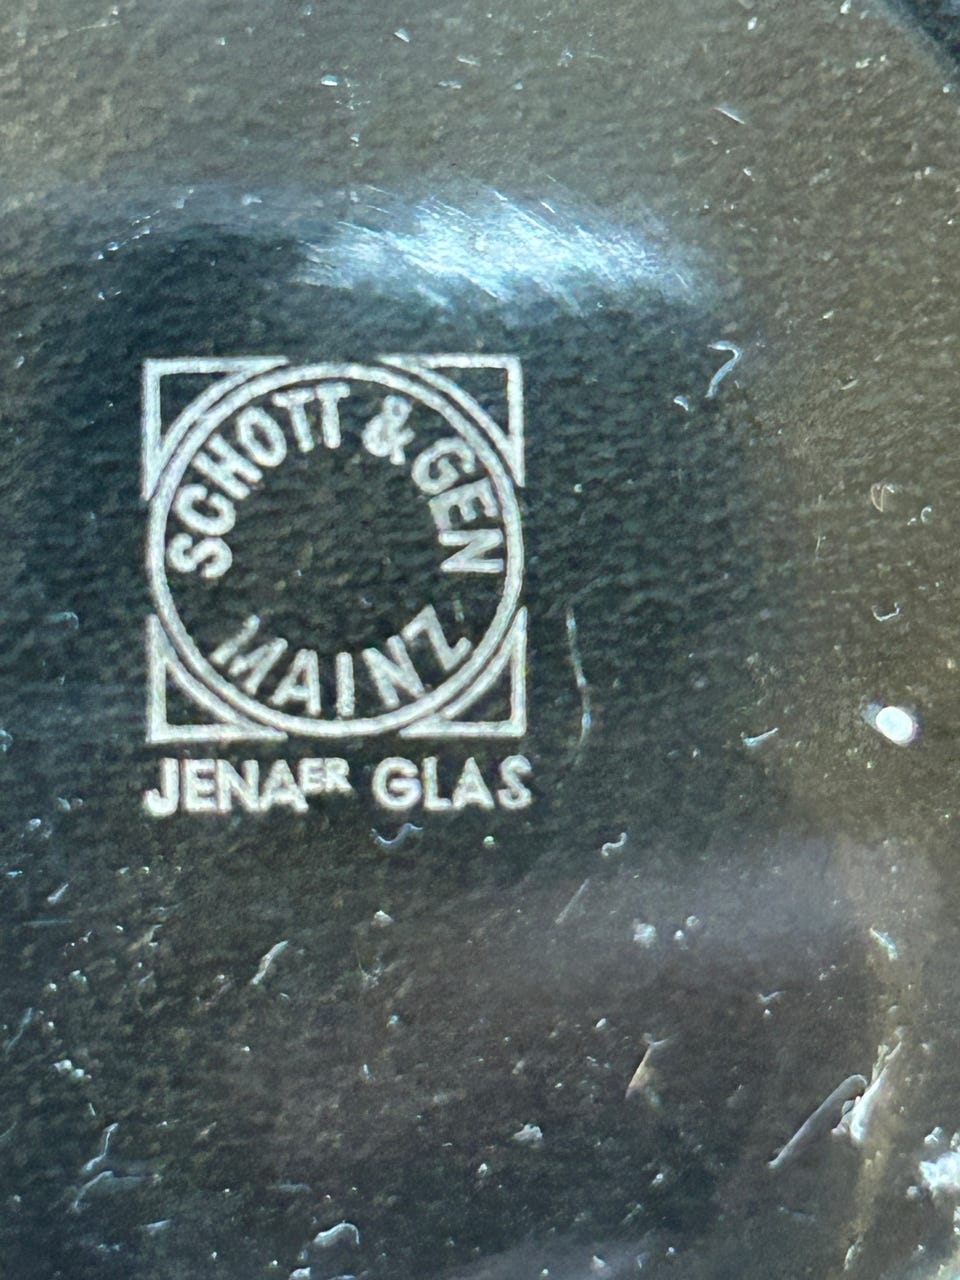 SCHOTT & GEN
MAINZ
JENAER GLAS